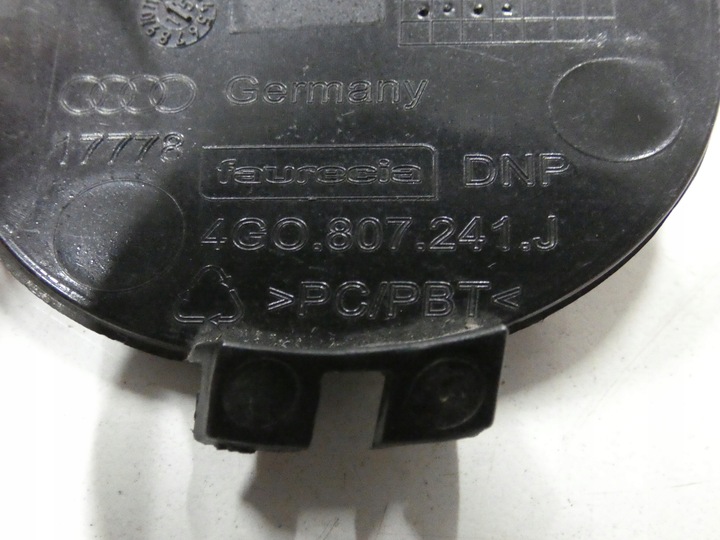 Germany
17778
faurecia DNP
4G0.807.241.J
>PC/PBT<